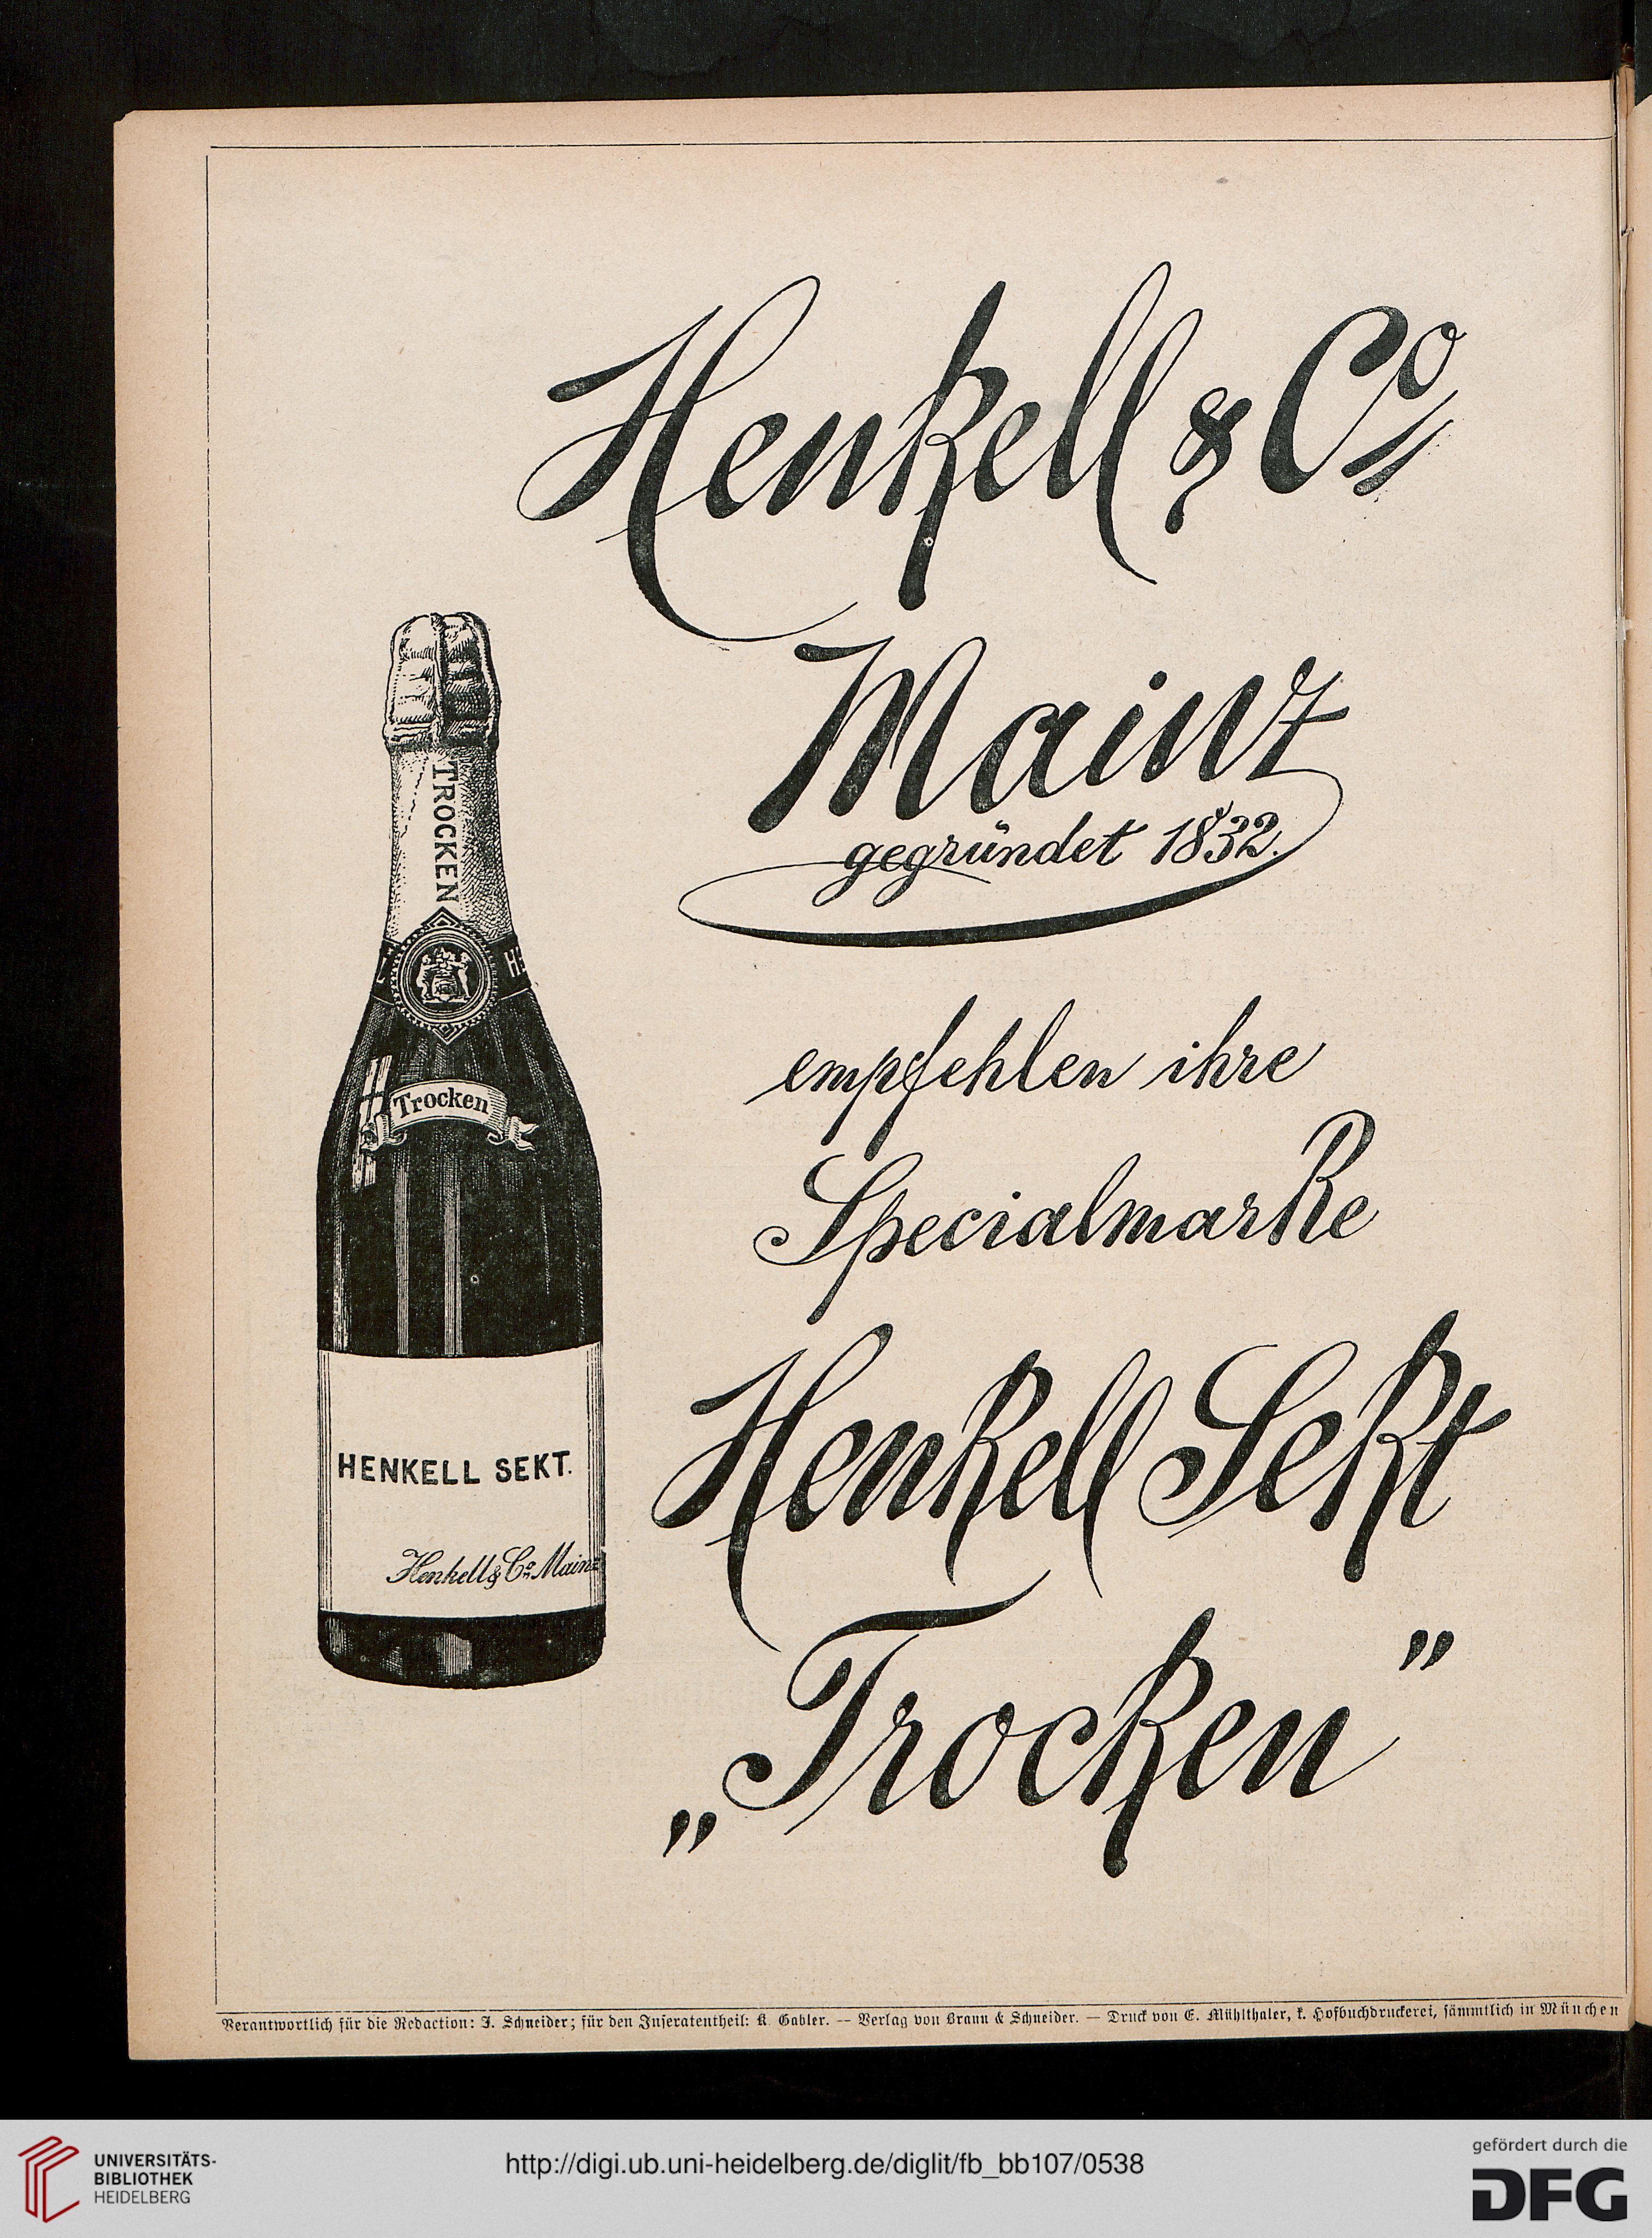 Henkell & Co
Mainz
gegründet 1832.
empfehlen ihre
Specialmarke
Henkell Sekt
„Trocken”
TROCKEN
Z
HE
Trocken
HENKELL SEKT.
Henkell & Co. Mainz
Verantwortlich für die Redaction: J. Schneider; für den Inseratentheil: K. Gabler. -- Verlag von Braun & Schneider. — Druck von E. Mühlthaler, k. Hofbuchdruckerei, sämmtlich in München
UNIVERSITÄTS-
BIBLIOTHEK
HEIDELBERG
http://digi.ub.uni-heidelberg.de/diglit/fb_bb107/0538
gefördert durch die
DFG